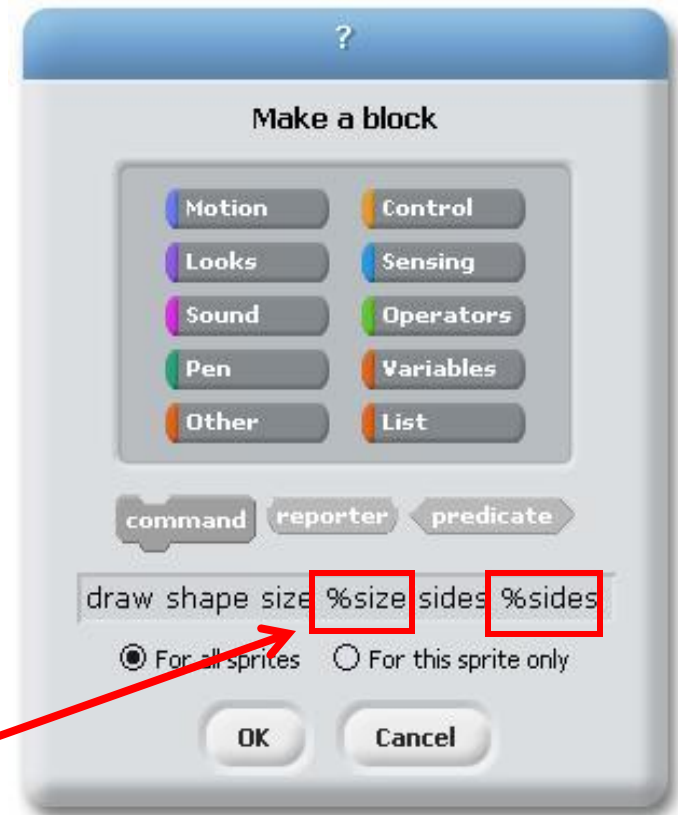 ?
Make a block
Motion Control
Looks Sensing
Sound Operators
Pen Variables
Other List
command reporter predicate
draw shape size %size sides %sides
For all sprites For this sprite only
OK Cancel